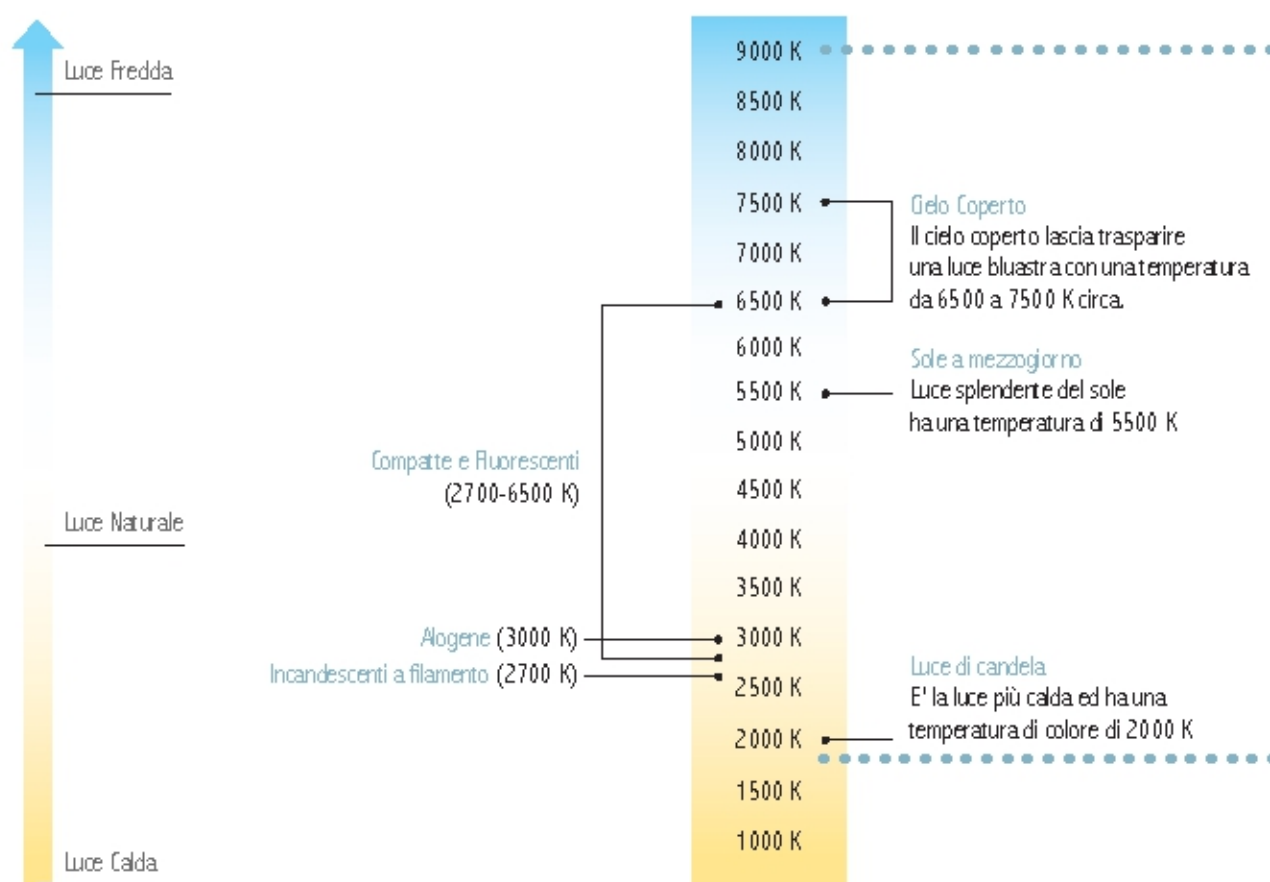 Luce Fredda
Luce Naturale
Luce Calda
Compatte e Fluorescenti
(2700-6500 K)
Alogene (3000 K)
Incandescenti a filamento (2700 K)
9000 K
8500 K
8000 K
7500 K
7000 K
6500 K
6000 K
5500 K
5000 K
4500 K
4000 K
3500 K
3000 K
2500 K
2000 K
1500 K
1000 K
Cielo Coperto
Il cielo coperto lascia trasparire
una luce bluastra con una temperatura
da 6500 a 7500 K circa.
Sole a mezzogiorno
Luce splendente del sole
ha una temperatura di 5500 K
Luce di candela
E' la luce più calda ed ha una
temperatura di colore di 2000 K